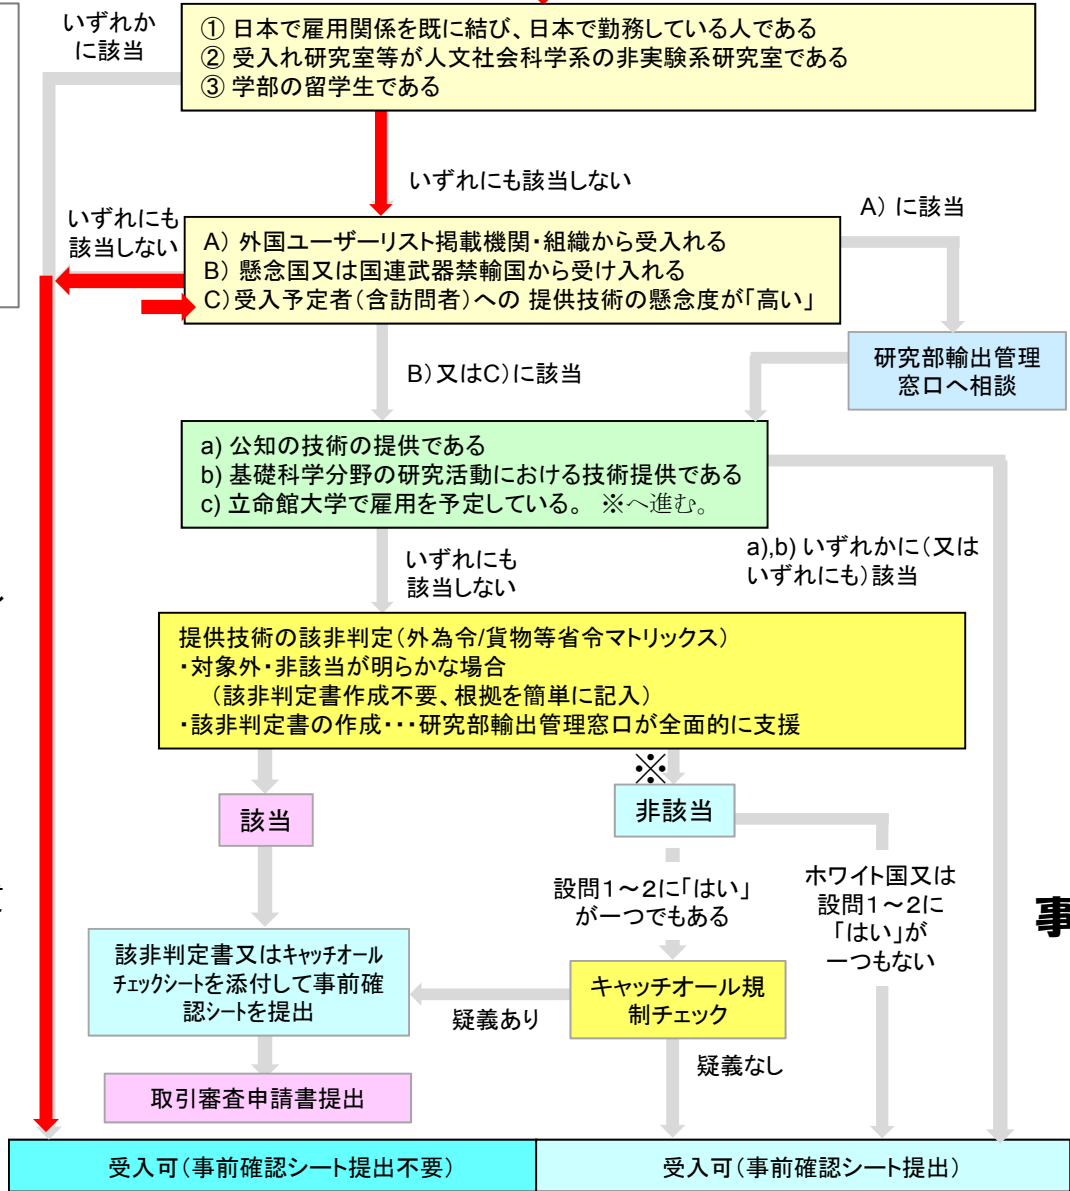 いずれか
に該当
① 日本で雇用関係を既に結び、日本で勤務している人である
② 受入れ研究室等が人文社会科学系の非実験系研究室である
③ 学部の留学生である
いずれにも該当しない
いずれにも
該当しない
A) に該当
A) 外国ユーザーリスト掲載機関・組織から受入れる
B) 懸念国又は国連武器禁輸国から受け入れる
C)受入予定者(含訪問者)への 提供技術の懸念度が「高い」
B)又はC)に該当
研究部輸出管理
窓口へ相談
a) 公知の技術の提供である
b) 基礎科学分野の研究活動における技術提供である
c) 立命館大学で雇用を予定している。 ※へ進む。
いずれにも
該当しない
a),b) いずれかに(又は
いずれにも)該当
提供技術の該非判定(外為令/貨物等省令マトリックス)
・対象外・非該当が明らかな場合
(該非判定書作成不要、根拠を簡単に記入)
・該非判定書の作成・・・研究部輸出管理窓口が全面的に支援
※
該当
非該当
設問1~2に「はい」
が一つでもある
ホワイト国又は
設問1~2に
「はい」が
一つもない
事
該非判定書又はキャッチオール
チェックシートを添付して事前確
認シートを提出
疑義あり
キャッチオール規
制チェック
疑義なし
取引審査申請書提出
受入可(事前確認シート提出不要)
受入可(事前確認シート提出)